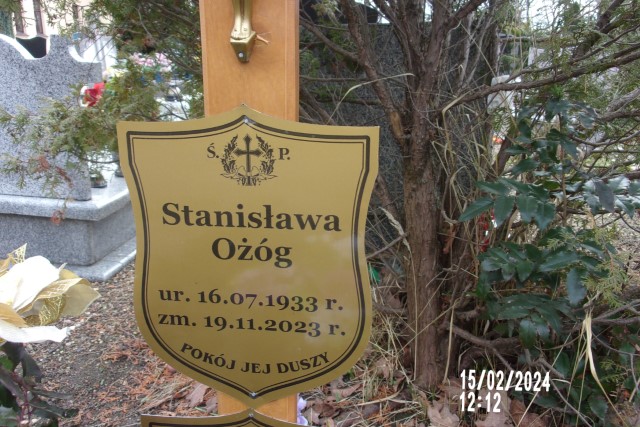 Ś. P.
Stanisława
Ożóg
ur. 16.07.1933 r.
zm. 19.11.2023 r.
POKÓJ JEJ DUSZY
15/02/2024
12:12